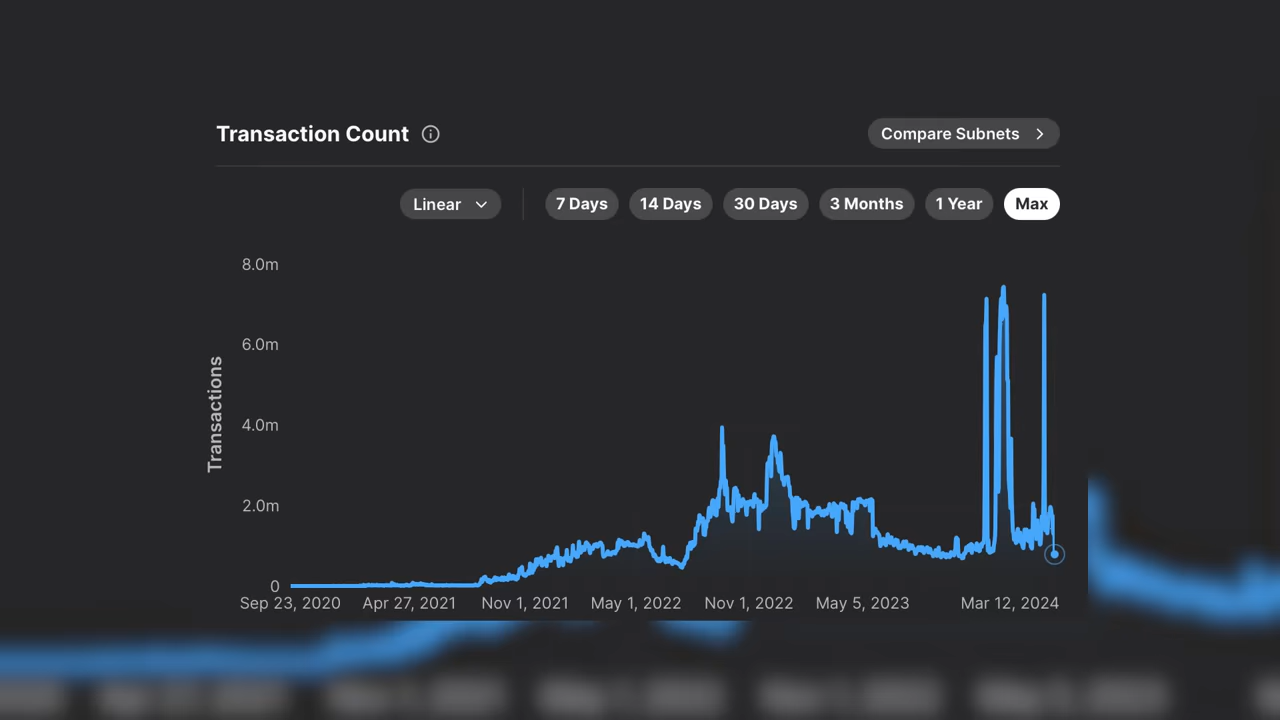 Transaction Count
Compare Subnets
Linear
7 Days
14 Days
30 Days
3 Months
1 Year
Max
8.0m
6.0m
4.0m
2.0m
0
Transactions
Sep 23, 2020
Apr 27, 2021
Nov 1, 2021
May 1, 2022
Nov 1, 2022
May 5, 2023
Mar 12, 2024